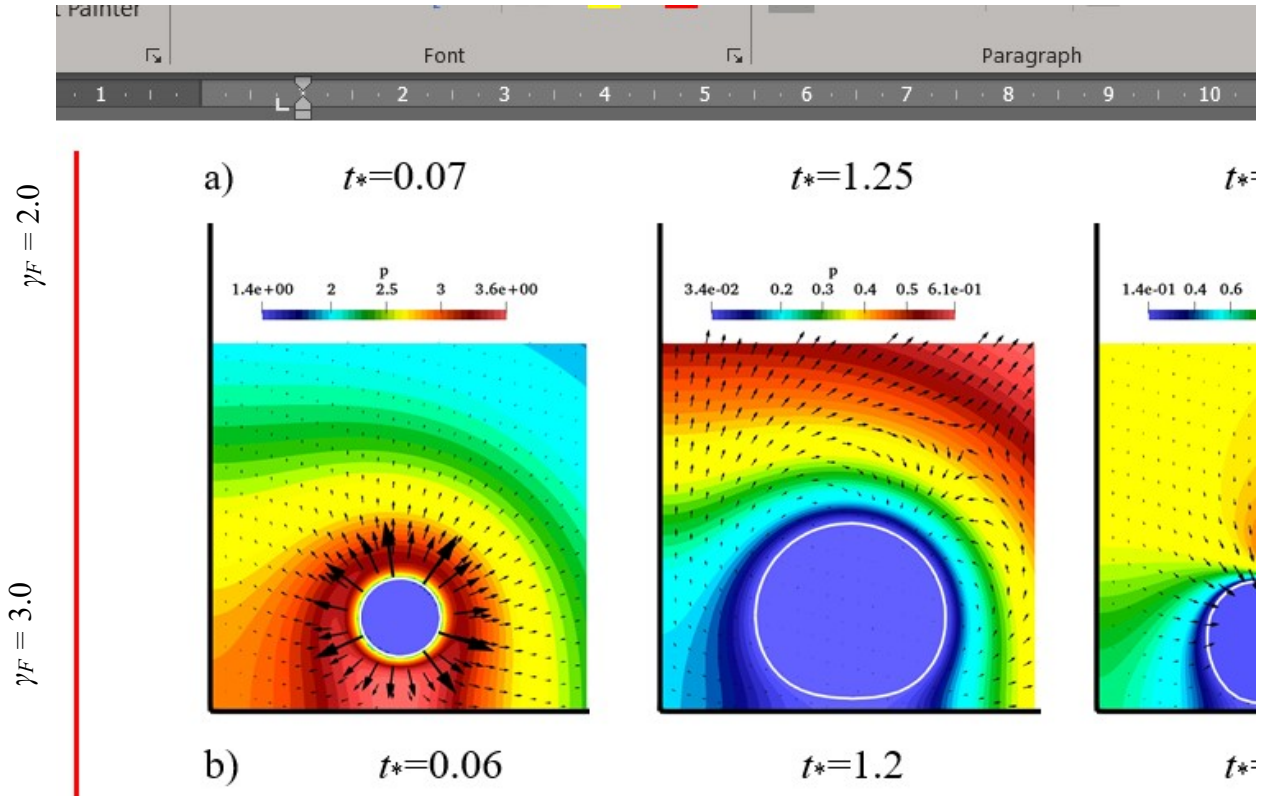 t Painter
Font
Paragraph
1 2 3 4 5 6 7 8 9 10
γF = 2.0
a) t*=0.07 t*=1.25 t*=
p p
1.4e+00 2 2.5 3 3.6e+00 3.4e-02 0.2 0.3 0.4 0.5 6.1e-01 1.4e-01 0.4 0.6
γF = 3.0
b) t*=0.06 t*=1.2 t*=